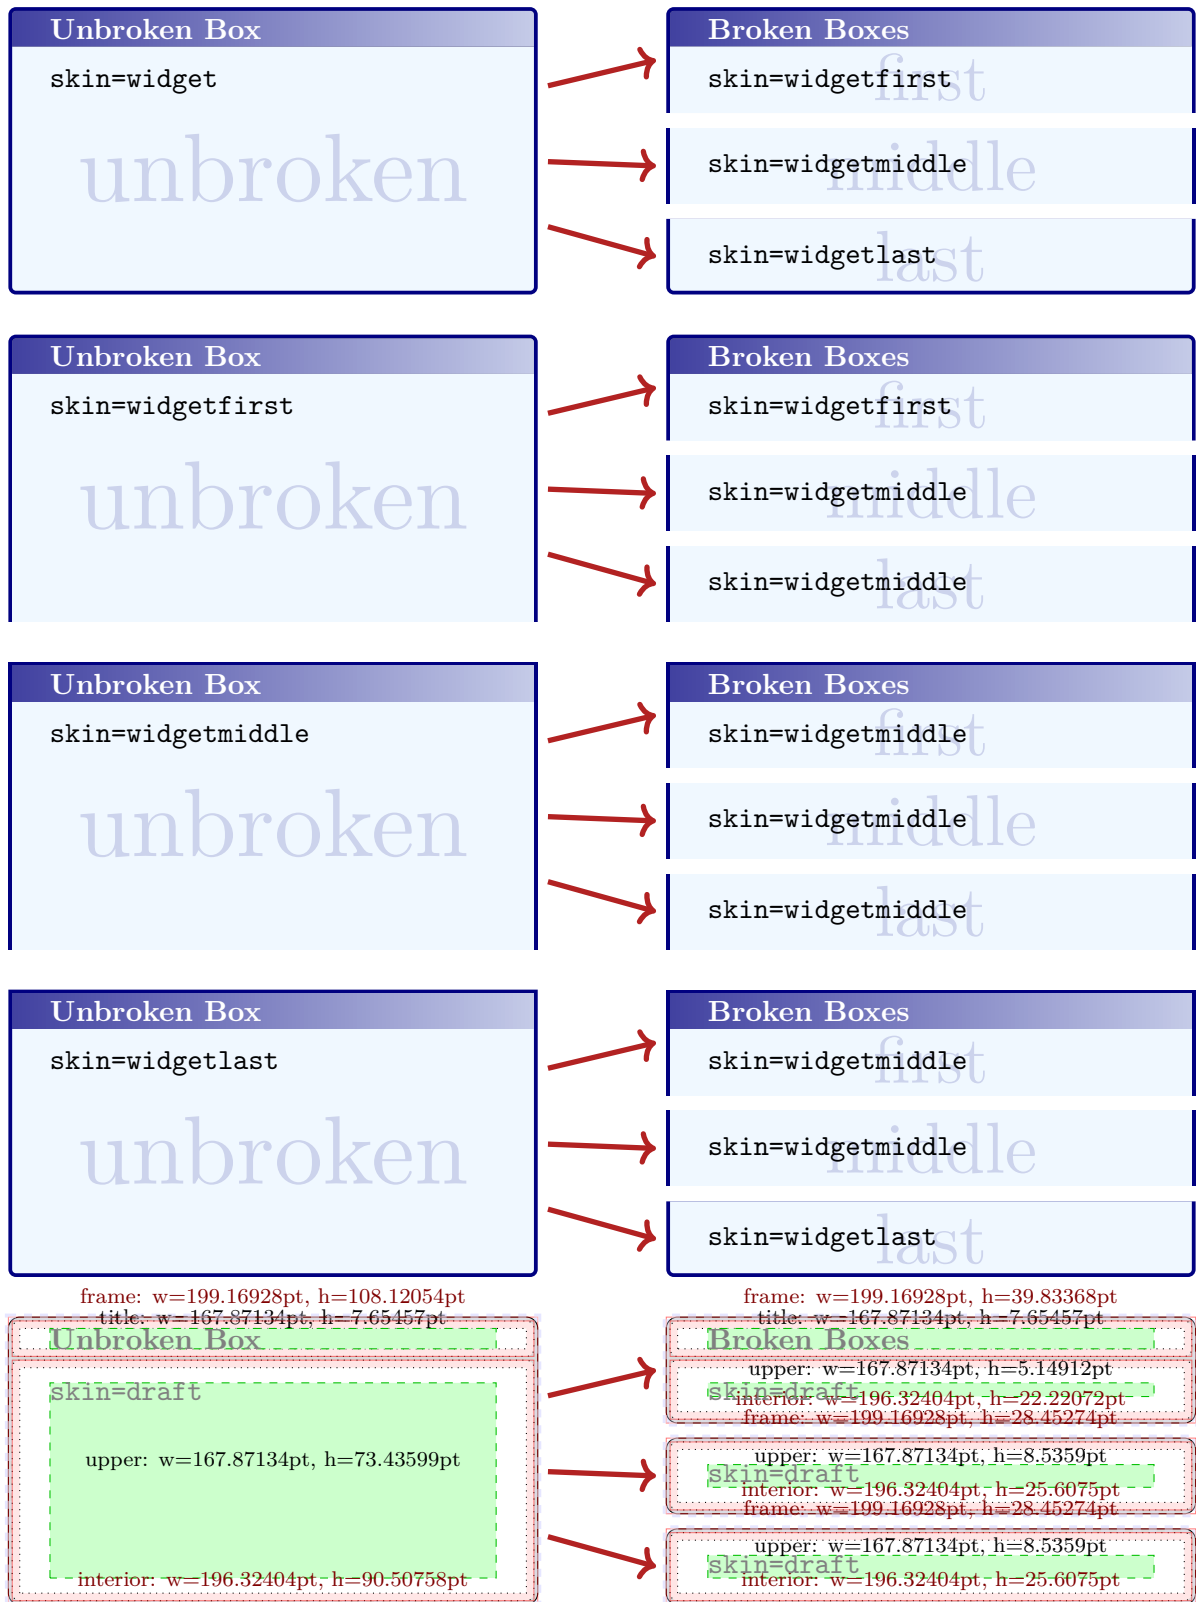 Unbroken Box
skin=widget
unbroken
Broken Boxes
skin=widgetfirst
first
skin=widgetmiddle
middle
skin=widgetlast
last
Unbroken Box
skin=widgetfirst
unbroken
Broken Boxes
skin=widgetfirst
first
skin=widgetmiddle
middle
skin=widgetmiddle
last
Unbroken Box
skin=widgetmiddle
unbroken
Broken Boxes
skin=widgetmiddle
first
skin=widgetmiddle
middle
skin=widgetmiddle
last
Unbroken Box
skin=widgetlast
unbroken
Broken Boxes
skin=widgetmiddle
first
skin=widgetmiddle
middle
skin=widgetlast
last
frame: w=199.16928pt, h=108.12054pt
title: w=167.87134pt, h=7.65457pt
Unbroken Box
skin=draft
upper: w=167.87134pt, h=73.43599pt
interior: w=196.32404pt, h=90.50758pt
frame: w=199.16928pt, h=39.83368pt
title: w=167.87134pt, h=7.65457pt
Broken Boxes
upper: w=167.87134pt, h=5.14912pt
skin=draft
interior: w=196.32404pt, h=22.22072pt
frame: w=199.16928pt, h=28.45274pt
upper: w=167.87134pt, h=8.5359pt
skin=draft
interior: w=196.32404pt, h=25.6075pt
frame: w=199.16928pt, h=28.45274pt
upper: w=167.87134pt, h=8.5359pt
skin=draft
interior: w=196.32404pt, h=25.6075pt